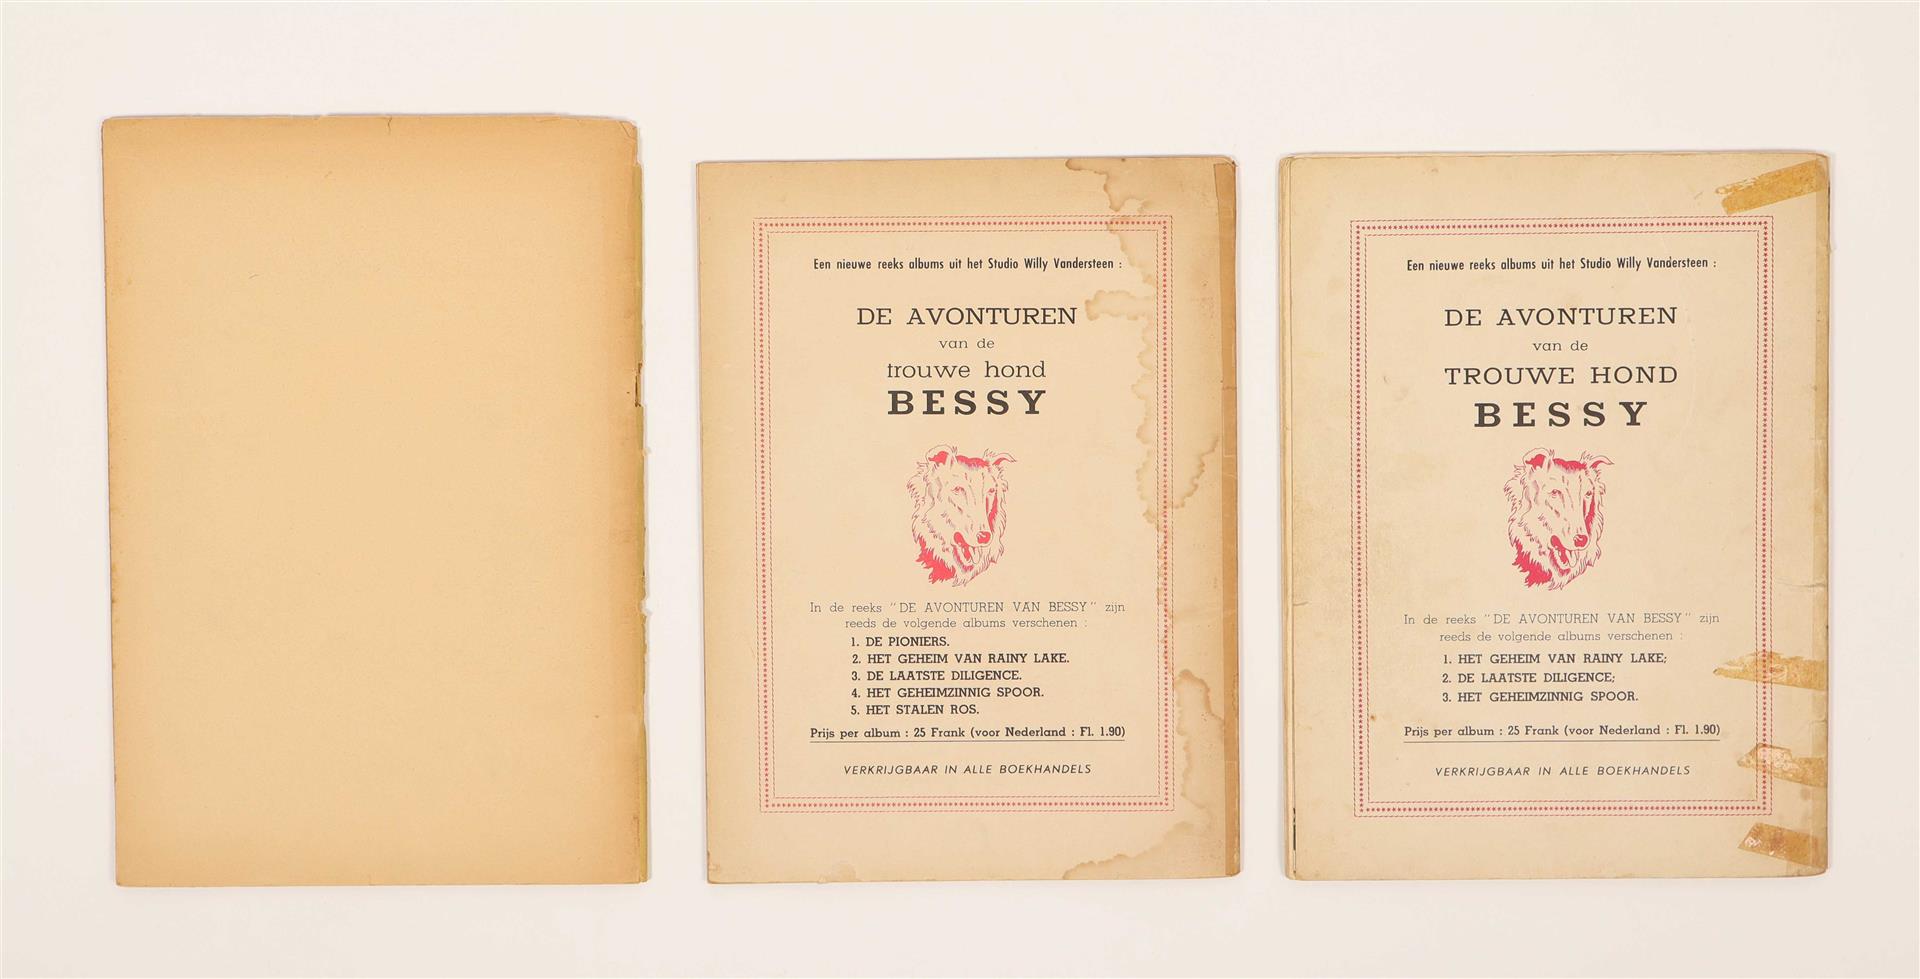 Een nieuwe reeks albums uit het Studio Willy Vandersteen :
DE AVONTUREN
van de
trouwe hond
BESSY
In de reeks "DE AVONTUREN VAN BESSY" zijn
reeds de volgende albums verschenen :
1. DE PIONIERS.
2. HET GEHEIM VAN RAINY LAKE.
3. DE LAATSTE DILIGENCE.
4. HET GEHEIMZINNIG SPOOR.
5. HET STALEN ROS.
Prijs per album : 25 Frank (voor Nederland : Fl. 1.90)
VERKRIJGBAAR IN ALLE BOEKHANDELS
Een nieuwe reeks albums uit het Studio Willy Vandersteen :
DE AVONTUREN
van de
TROUWE HOND
BESSY
In de reeks "DE AVONTUREN VAN BESSY" zijn
reeds de volgende albums verschenen :
1. HET GEHEIM VAN RAINY LAKE;
2. DE LAATSTE DILIGENCE;
3. HET GEHEIMZINNIG SPOOR.
Prijs per album : 25 Frank (voor Nederland : Fl. 1.90)
VERKRIJGBAAR IN ALLE BOEKHANDELS